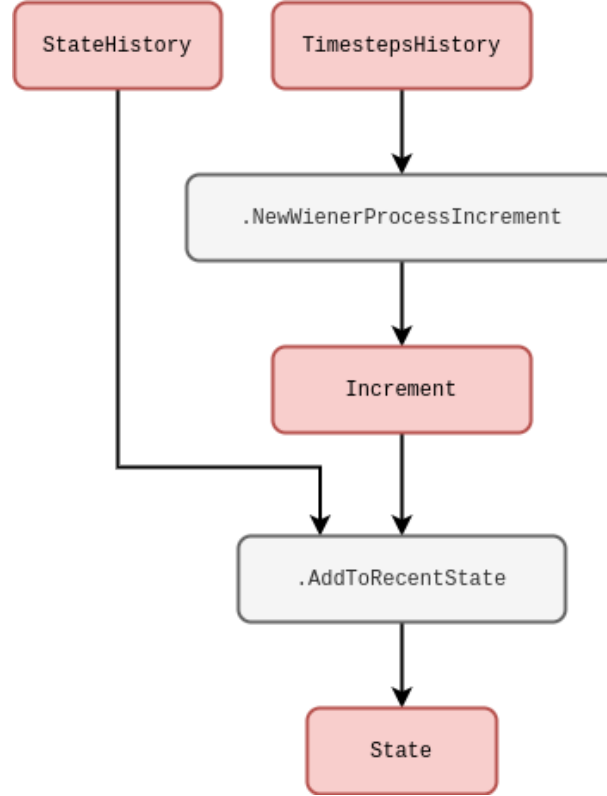 StateHistory
TimestepsHistory
.NewWienerProcessIncrement
Increment
.AddToRecentState
State